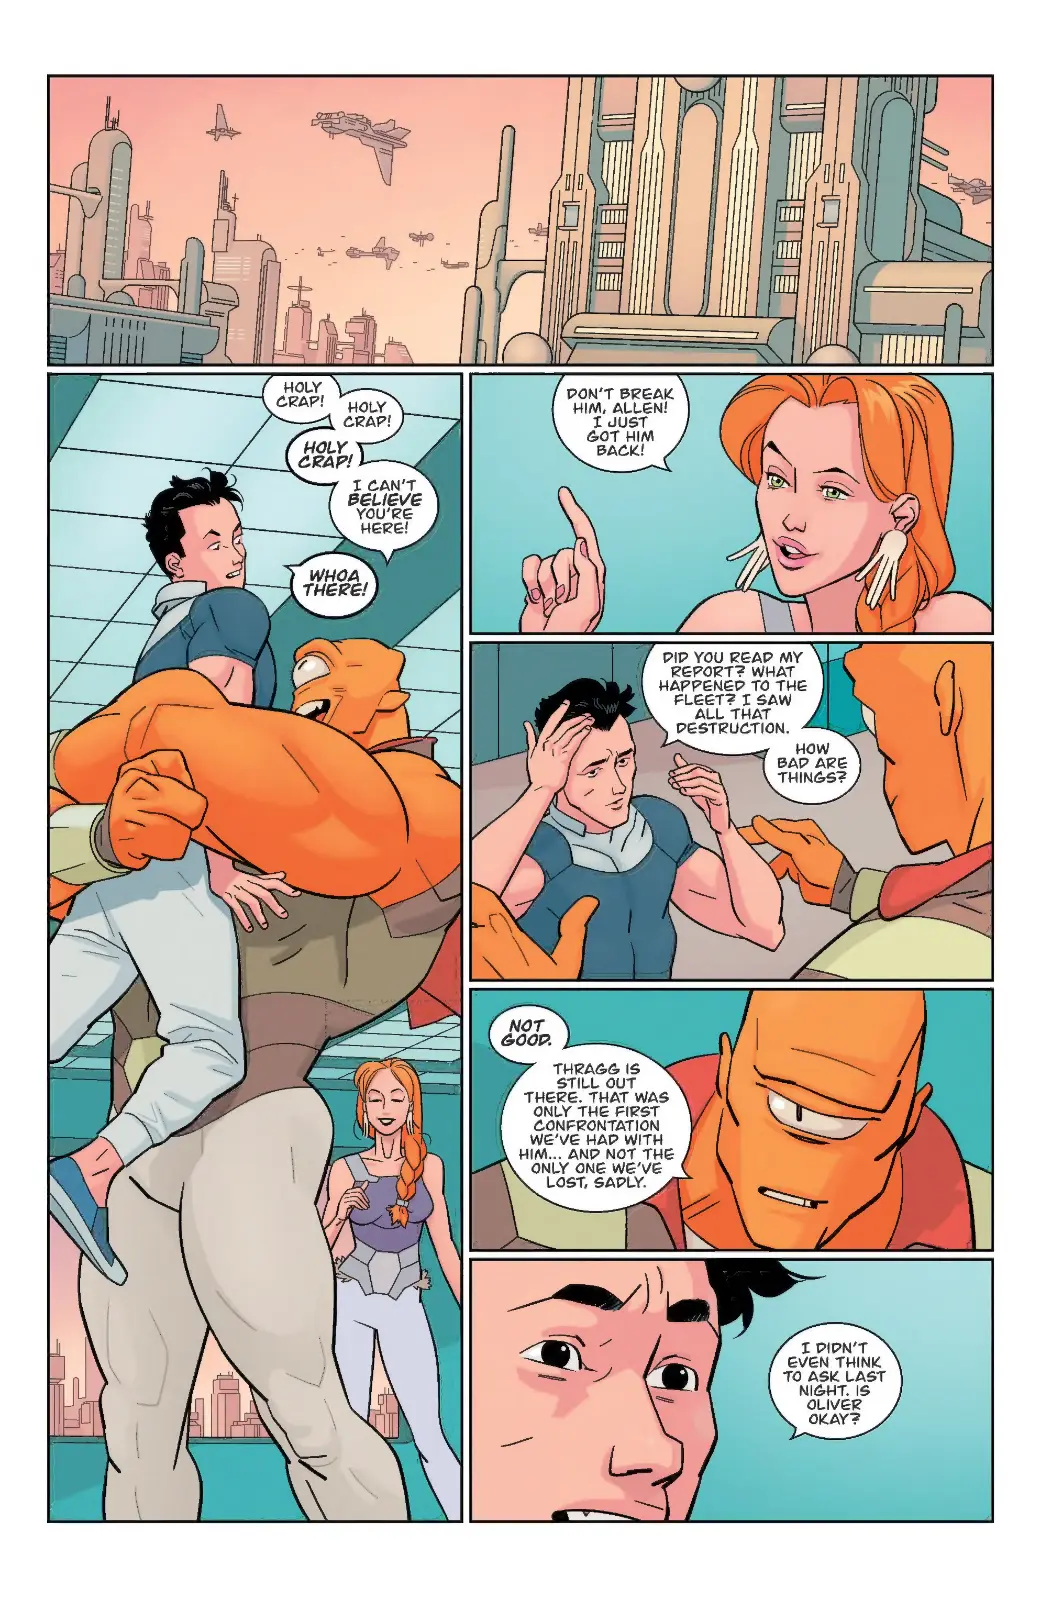 HOLY
CRAP!
HOLY
CRAP!
HOLY
CRAP!
I CAN'T
BELIEVE
YOU'RE
HERE!
WHOA
THERE!
DON'T BREAK
HIM, ALLEN!
I JUST
GOT HIM
BACK!
DID YOU READ MY
REPORT? WHAT
HAPPENED TO THE
FLEET? I SAW
ALL THAT
DESTRUCTION.
HOW
BAD ARE
THINGS?
NOT
GOOD.
THRAGG IS
STILL OUT
THERE. THAT WAS
ONLY THE FIRST
CONFRONTATION
WE'VE HAD WITH
HIM... AND NOT THE
ONLY ONE WE'VE
LOST, SADLY.
I DIDN'T
EVEN THINK
TO ASK LAST
NIGHT. IS
OLIVER
OKAY?